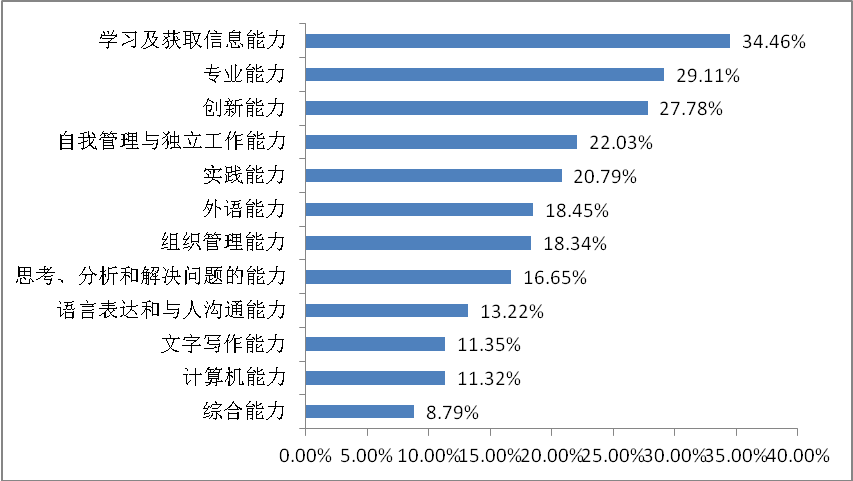 学习及获取信息能力 34.46%
专业能力 29.11%
创新能力 27.78%
自我管理与独立工作能力 22.03%
实践能力 20.79%
外语能力 18.45%
组织管理能力 18.34%
思考、分析和解决问题的能力 16.65%
语言表达和与人沟通能力 13.22%
文字写作能力 11.35%
计算机能力 11.32%
综合能力 8.79%
0.00% 5.00% 10.00% 15.00% 20.00% 25.00% 30.00% 35.00% 40.00%